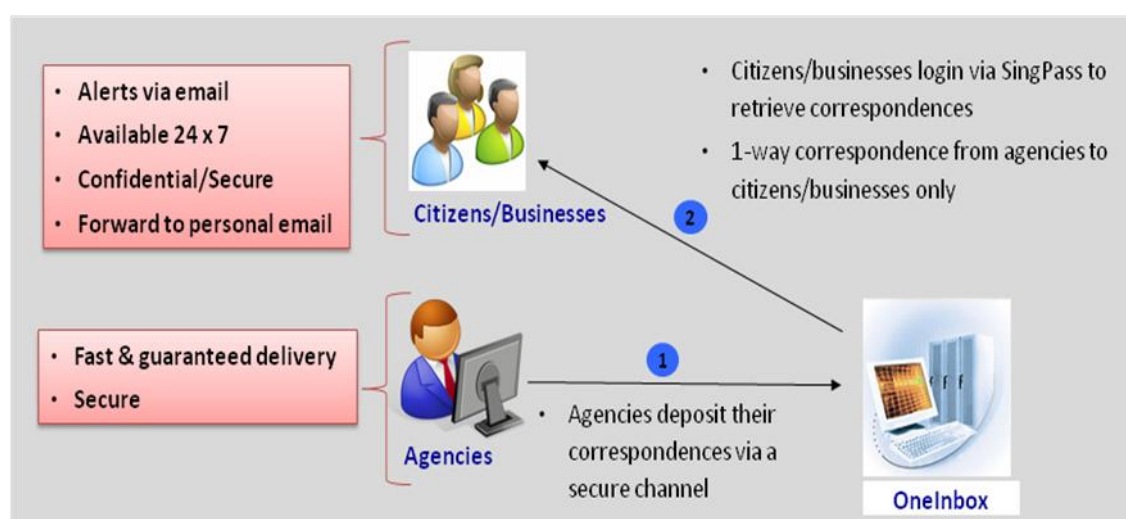 • Alerts via email
• Available 24 x 7
• Confidential/Secure
• Forward to personal email
Citizens/Businesses
• Citizens/businesses login via SingPass to
retrieve correspondences
• 1-way correspondence from agencies to
citizens/businesses only
2
• Fast & guaranteed delivery
• Secure
Agencies
1
• Agencies deposit their
correspondences via a
secure channel
OneInbox